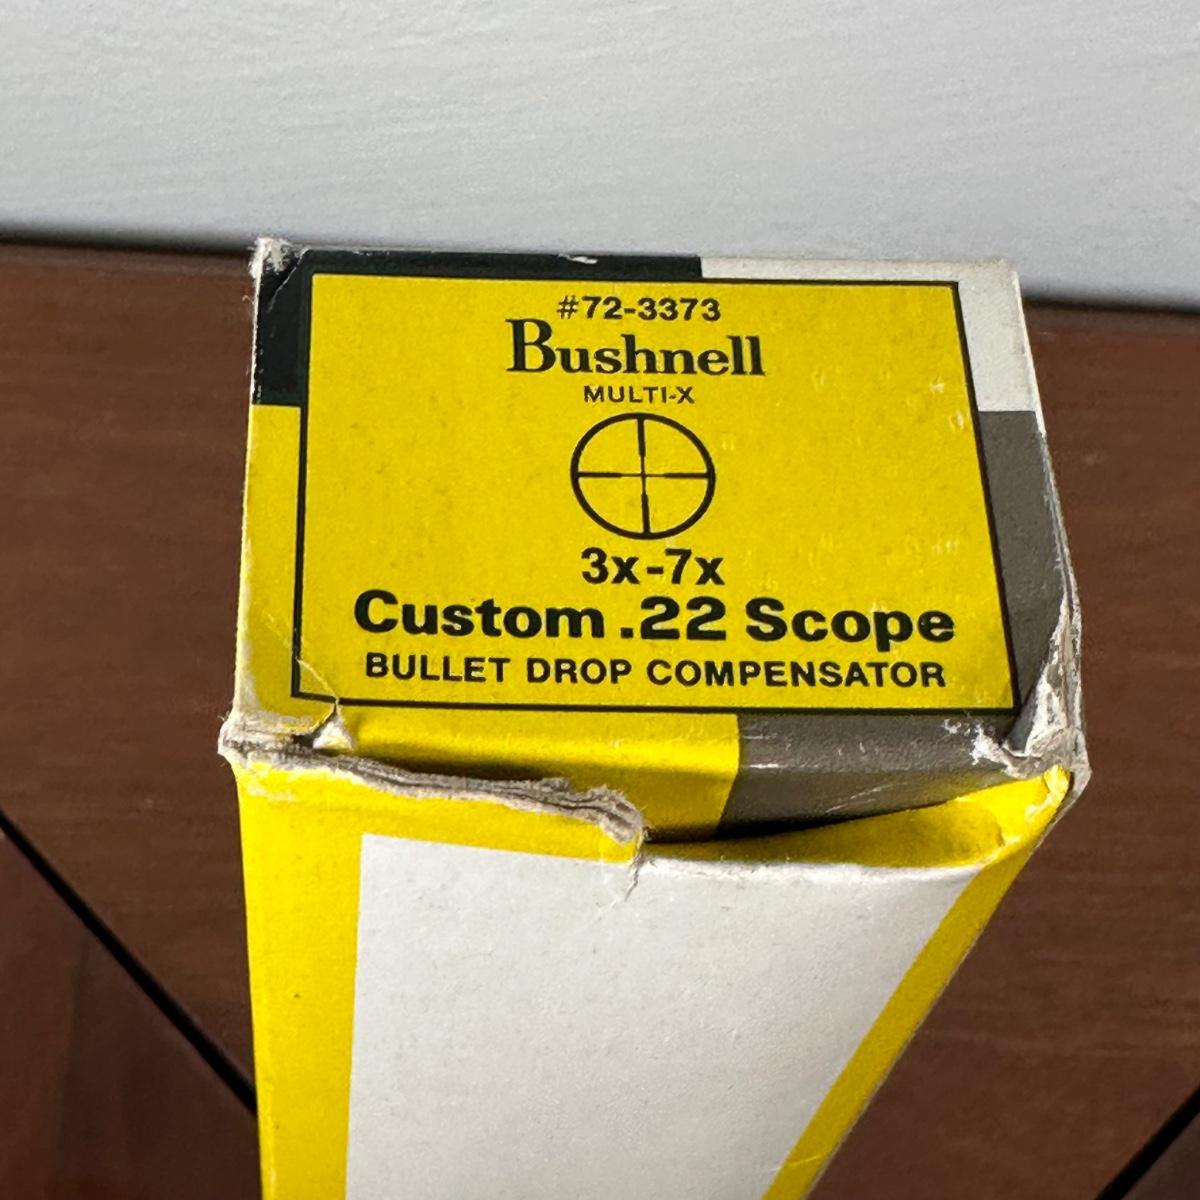 #72-3373
Bushnell
MULTI-X
3x-7x
Custom .22 Scope
BULLET DROP COMPENSATOR